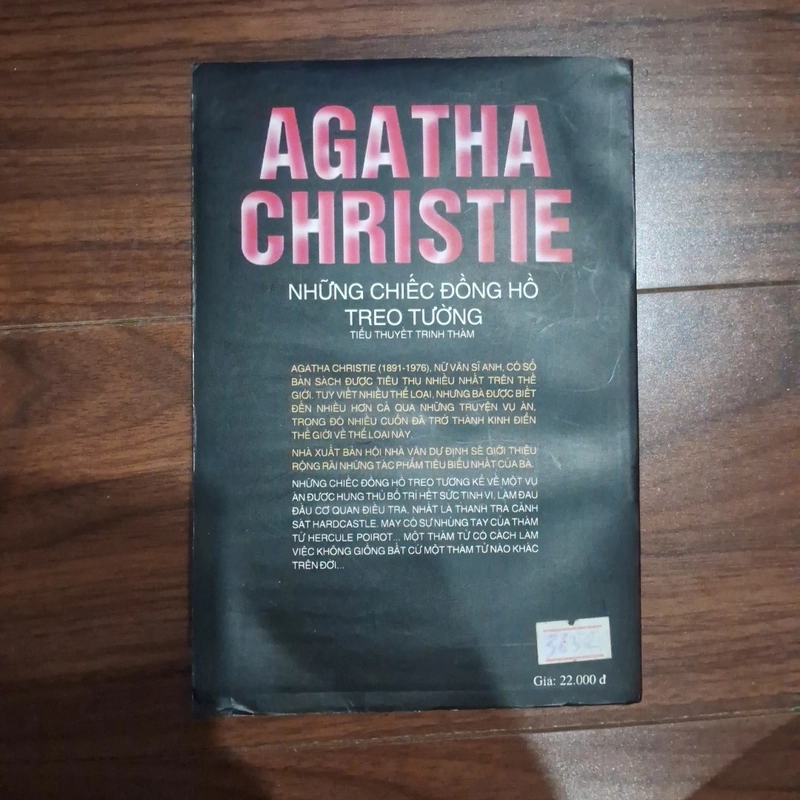 AGATHA
CHRISTIE
NHỮNG CHIẾC ĐỒNG HỒ
TREO TƯỜNG
TIỂU THUYẾT TRINH THÁM
AGATHA CHRISTIE (1891-1976), NỮ VĂN SĨ ANH, CÓ SỐ
BẢN SÁCH ĐƯỢC TIÊU THỤ NHIỀU NHẤT TRÊN THẾ
GIỚI. TUY VIẾT NHIỀU THỂ LOẠI, NHƯNG BÀ ĐƯỢC BIẾT
ĐẾN NHIỀU HƠN CẢ QUA NHỮNG TRUYỆN VỤ ÁN,
TRONG ĐÓ NHIỀU CUỐN ĐÃ TRỞ THÀNH KINH ĐIỂN
THẾ GIỚI VỀ THỂ LOẠI NÀY.
NHÀ XUẤT BẢN HỘI NHÀ VĂN DỰ ĐỊNH SẼ GIỚI THIỆU
RỘNG RÃI NHỮNG TÁC PHẨM TIÊU BIỂU NHẤT CỦA BÀ.
NHỮNG CHIẾC ĐỒNG HỒ TREO TƯỜNG KỂ VỀ MỘT VỤ
ÁN ĐƯỢC HUNG THỦ BỐ TRÍ HẾT SỨC TINH VI, LÀM ĐAU
ĐẦU CƠ QUAN ĐIỀU TRA, NHẤT LÀ THANH TRA CẢNH
SÁT HARDCASTLE. MAY CÓ SỰ NHÚNG TAY CỦA THÁM
TỬ HERCULE POIROT... MỘT THÁM TỬ CÓ CÁCH LÀM
VIỆC KHÔNG GIỐNG BẤT CỨ MỘT THÁM TỬ NÀO KHÁC
TRÊN ĐỜI...
3852
Giá: 22.000 đ